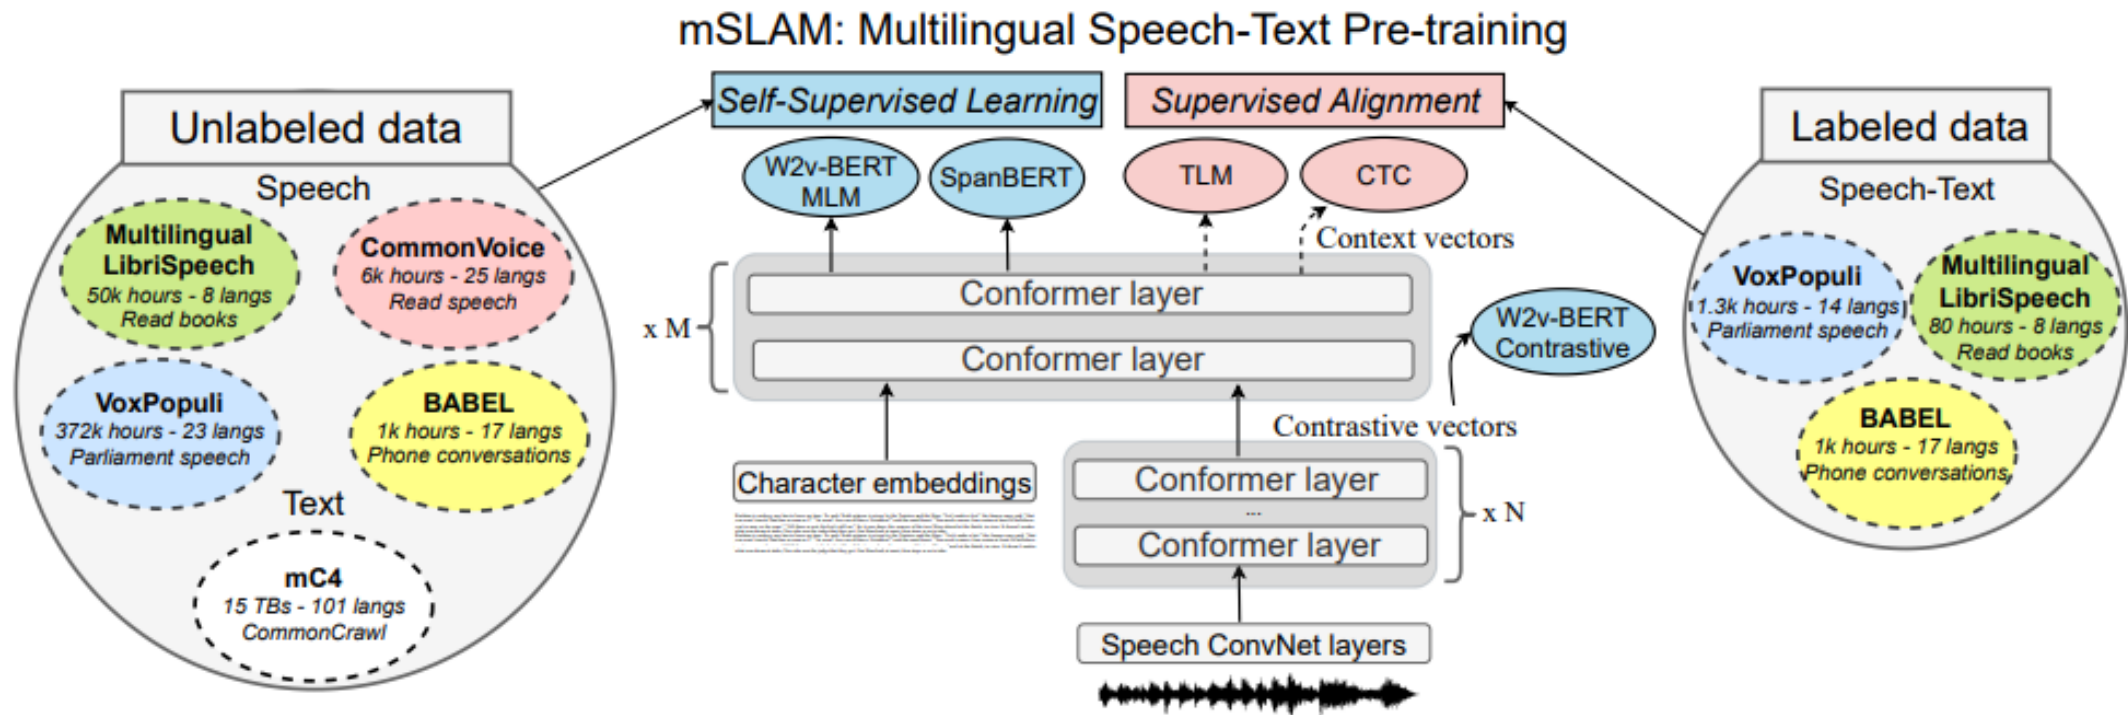 mSLAM: Multilingual Speech-Text Pre-training
Unlabeled data
Speech
Multilingual
LibriSpeech
50k hours - 8 langs
Read books
CommonVoice
6k hours - 25 langs
Read speech
VoxPopuli
372k hours - 23 langs
Parliament speech
BABEL
1k hours - 17 langs
Phone conversations
Text
mC4
15 TBs - 101 langs
CommonCrawl
Self-Supervised Learning
Supervised Alignment
W2v-BERT
MLM
SpanBERT
TLM
CTC
Context vectors
x M
Conformer layer
Conformer layer
W2v-BERT
Contrastive
Contrastive vectors
Character embeddings
Conformer layer
...
Conformer layer
x N
Speech ConvNet layers
Labeled data
Speech-Text
VoxPopuli
1.3k hours - 14 langs
Parliament speech
Multilingual
LibriSpeech
80 hours - 8 langs
Read books
BABEL
1k hours - 17 langs
Phone conversations